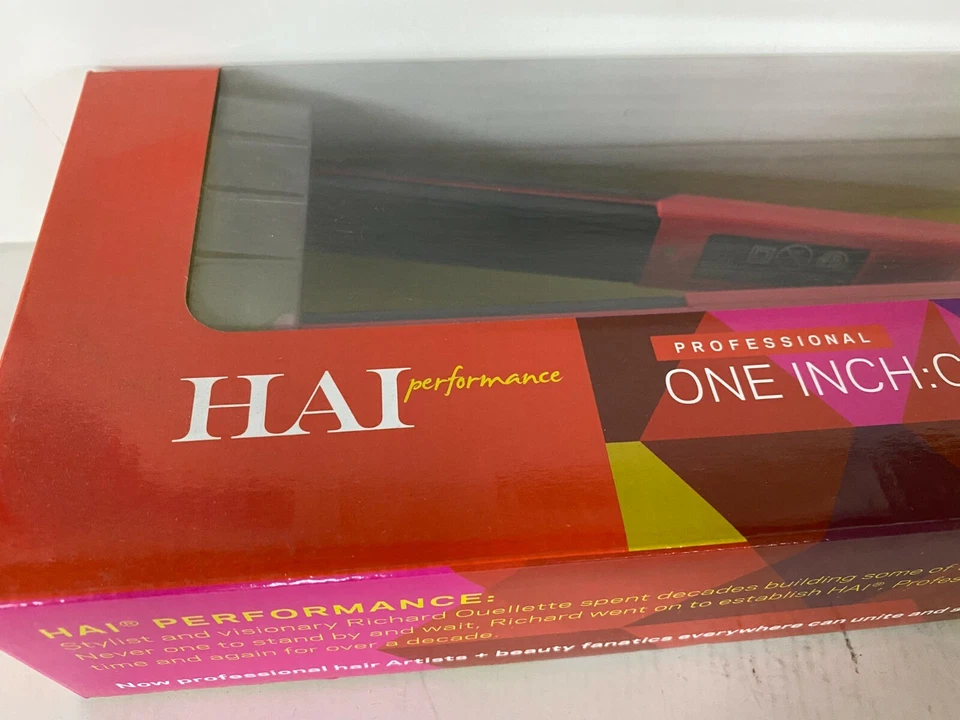 HAI performance
PROFESSIONAL
ONE INCH:C
HAI® PERFORMANCE:
Stylist and visionary Richard Ouellette spent decades building some of
Never one to stand by and wait, Richard went on to establish HAI® Profes
time and again for over a decade.
Now professional hair Artists + beauty fanatics everywhere can unite and